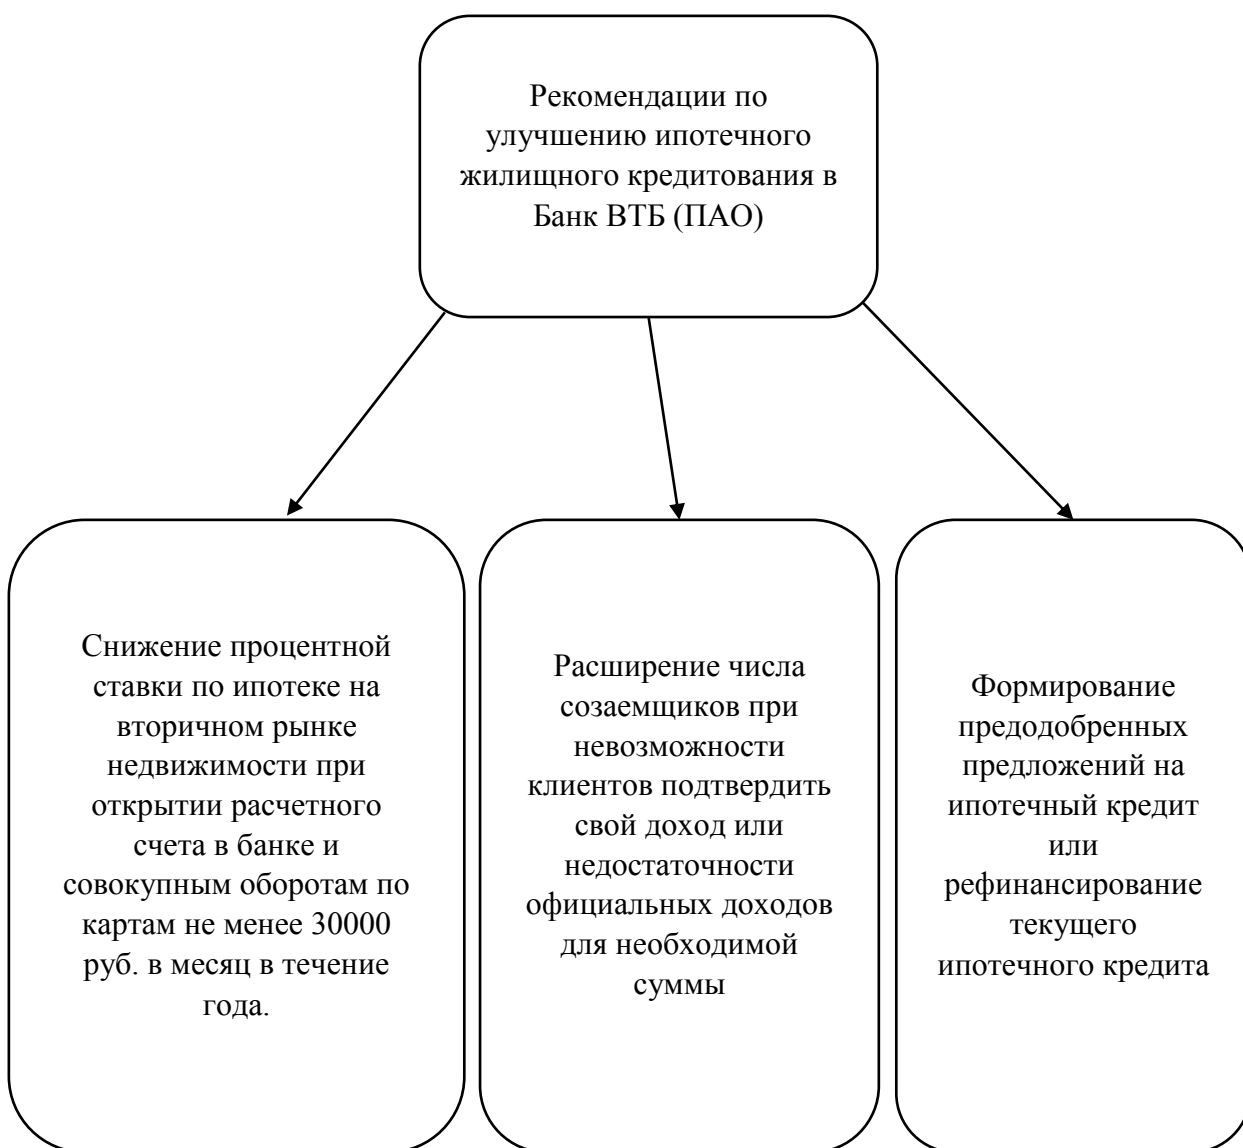 Рекомендации по
улучшению ипотечного
жилищного кредитования в
Банк ВТБ (ПАО)
Снижение процентной
ставки по ипотеке на
вторичном рынке
недвижимости при
открытии расчетного
счета в банке и
совокупным оборотам по
картам не менее 30000
руб. в месяц в течение
года.
Расширение числа
созаемщиков при
невозможности
клиентов подтвердить
свой доход или
недостаточности
официальных доходов
для необходимой
суммы
Формирование
предодобренных
предложений на
ипотечный кредит
или
рефинансирование
текущего
ипотечного кредита